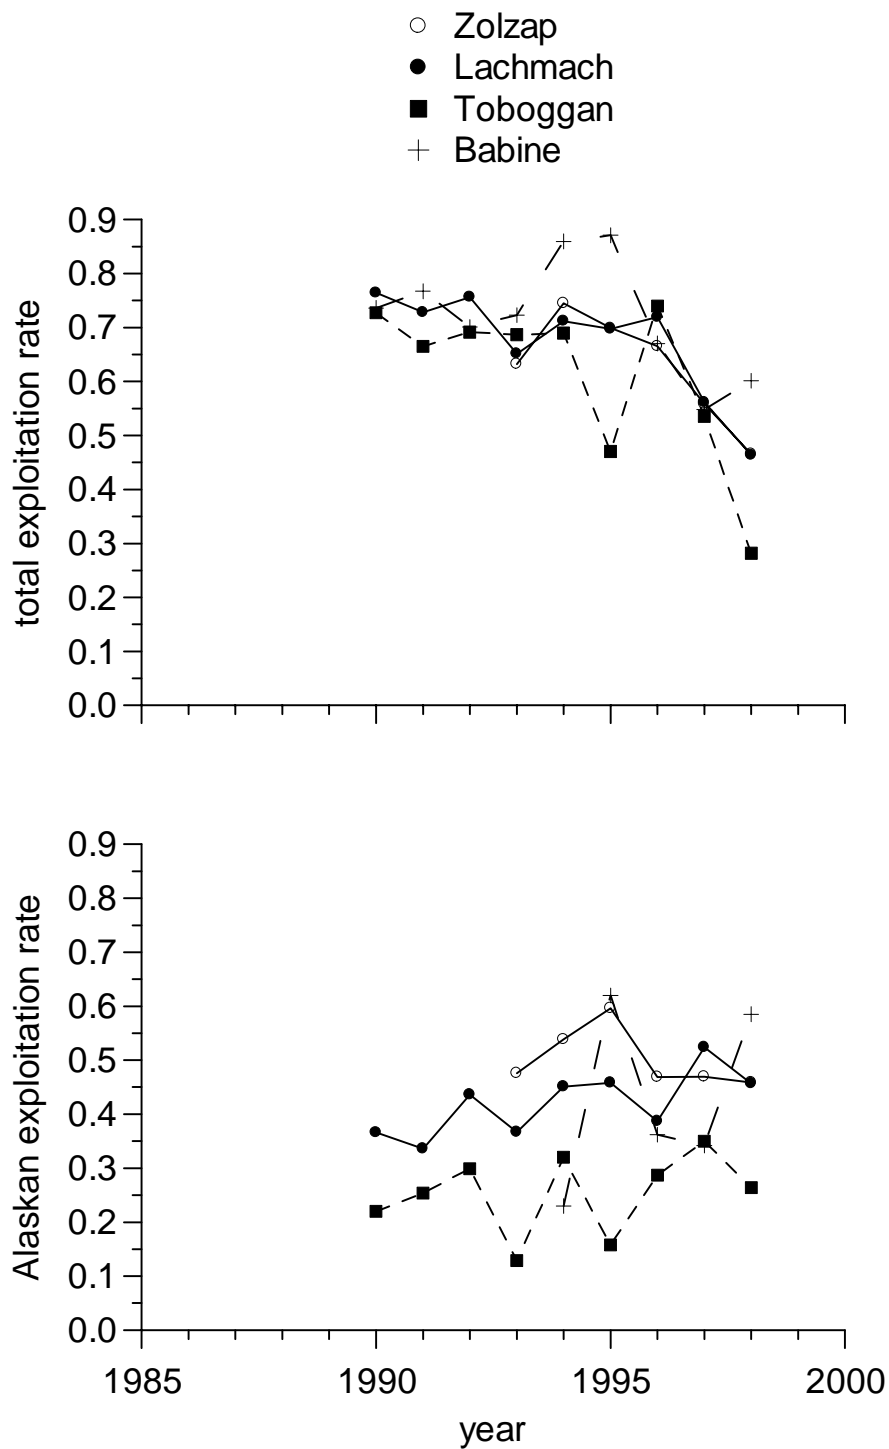 Zolzap
Lachmach
Toboggan
Babine
total exploitation rate
0.9
0.8
0.7
0.6
0.5
0.4
0.3
0.2
0.1
0.0
Alaskan exploitation rate
0.9
0.8
0.7
0.6
0.5
0.4
0.3
0.2
0.1
0.0
1985 1990 1995 2000
year